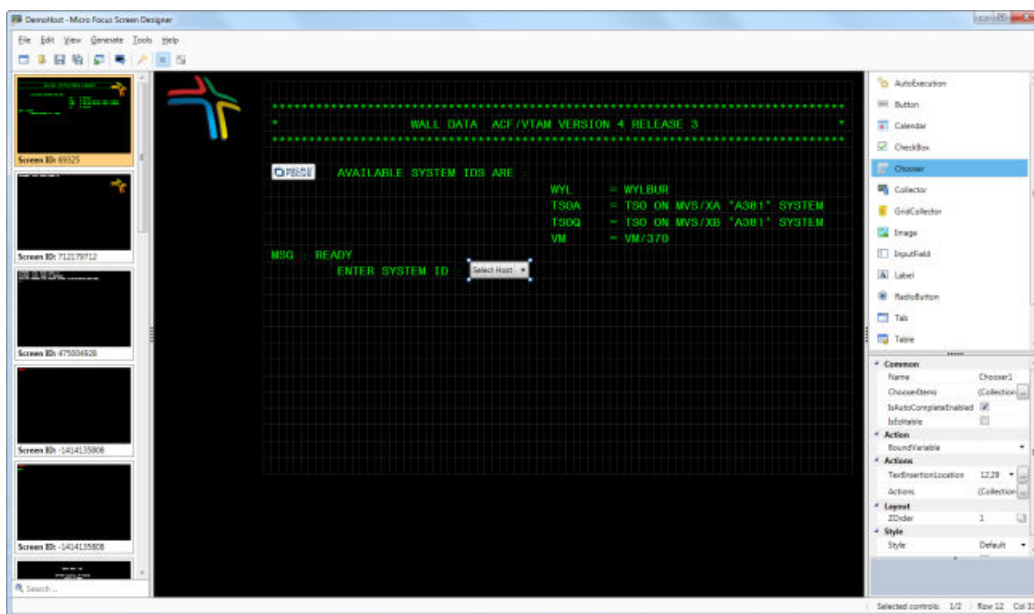 DemoHost - Micro Focus Screen Designer
File Edit View Generate Tools Help
Screen ID: 69325
Screen ID: 712179712
Screen ID: 475004928
Screen ID: -1414135808
Screen ID: -1414135808
Search...
********************************************************************************
* WALL DATA ACF/VTAM VERSION 4 RELEASE 3 *
********************************************************************************
AVAILABLE SYSTEM IDS ARE :
WYL = WYLBUR
TSOA = TSO ON MVS/XA "A381" SYSTEM
TSOQ = TSO ON MVS/XB "A381" SYSTEM
VM = VM/370
MSG : READY
ENTER SYSTEM ID : Select Host
AutoExecution
Button
Calendar
CheckBox
Chooser
Collector
GridCollector
Image
InputField
Label
RadioButton
Tab
Table
Common
Name Chooser1
ChooserItems (Collection) ...
IsAutoCompleteEnabled
IsEditable
Action
BoundVariable
Actions
TextInsertionLocation 12,29 ...
Actions (Collection) ...
Layout
ZOrder 1
Style
Style Default
Selected controls: 1/2 Row 12 Col